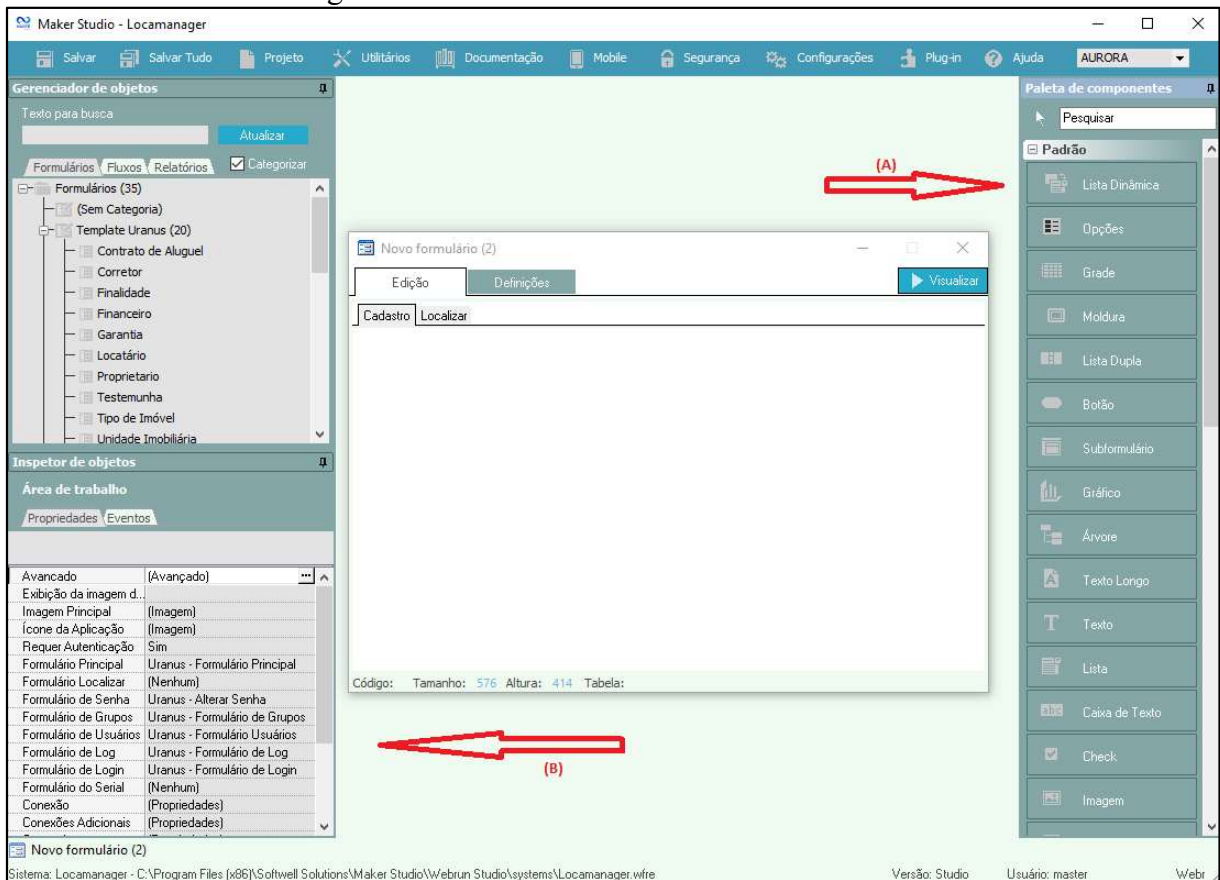 Maker Studio - Locamanager
Salvar Salvar Tudo Projeto Utilitários Documentação Mobile Segurança Configurações Plug-in Ajuda AURORA
Gerenciador de objetos
Texto para busca
Atualizar
Formulários Fluxos Relatórios Categorizar
Formulários (35)
(Sem Categoria)
Template Uranus (20)
Contrato de Aluguel
Corretor
Finalidade
Financeiro
Garantia
Locatário
Proprietario
Testemunha
Tipo de Imóvel
Unidade Imobiliária
Inspetor de objetos
Área de trabalho
Propriedades Eventos
Avancado (Avançado) ...
Exibição da imagem d...
Imagem Principal (Imagem)
Ícone da Aplicação (Imagem)
Requer Autenticação Sim
Formulário Principal Uranus - Formulário Principal
Formulário Localizar (Nenhum)
Formulário de Senha Uranus - Alterar Senha
Formulário de Grupos Uranus - Formulário de Grupos
Formulário de Usuários Uranus - Formulário Usuários
Formulário de Log Uranus - Formulário de Log
Formulário de Login Uranus - Formulário de Login
Formulário do Serial (Nenhum)
Conexão (Propriedades)
Conexões Adicionais (Propriedades)
(A)
Novo formulário (2)
Edição Definições Visualizar
Cadastro Localizar
Código: Tamanho: 576 Altura: 414 Tabela:
(B)
Paleta de componentes
Pesquisar
Padrão
Lista Dinâmica
Opções
Grade
Moldura
Lista Dupla
Botão
Subformulário
Gráfico
Árvore
Texto Longo
Texto
Lista
Caixa de Texto
Check
Imagem
Novo formulário (2)
Sistema: Locamanager - C:\Program Files (x86)\Softwell Solutions\Maker Studio\Webrun Studio\systems\Locamanager.wfre Versão: Studio Usuário: master Webr